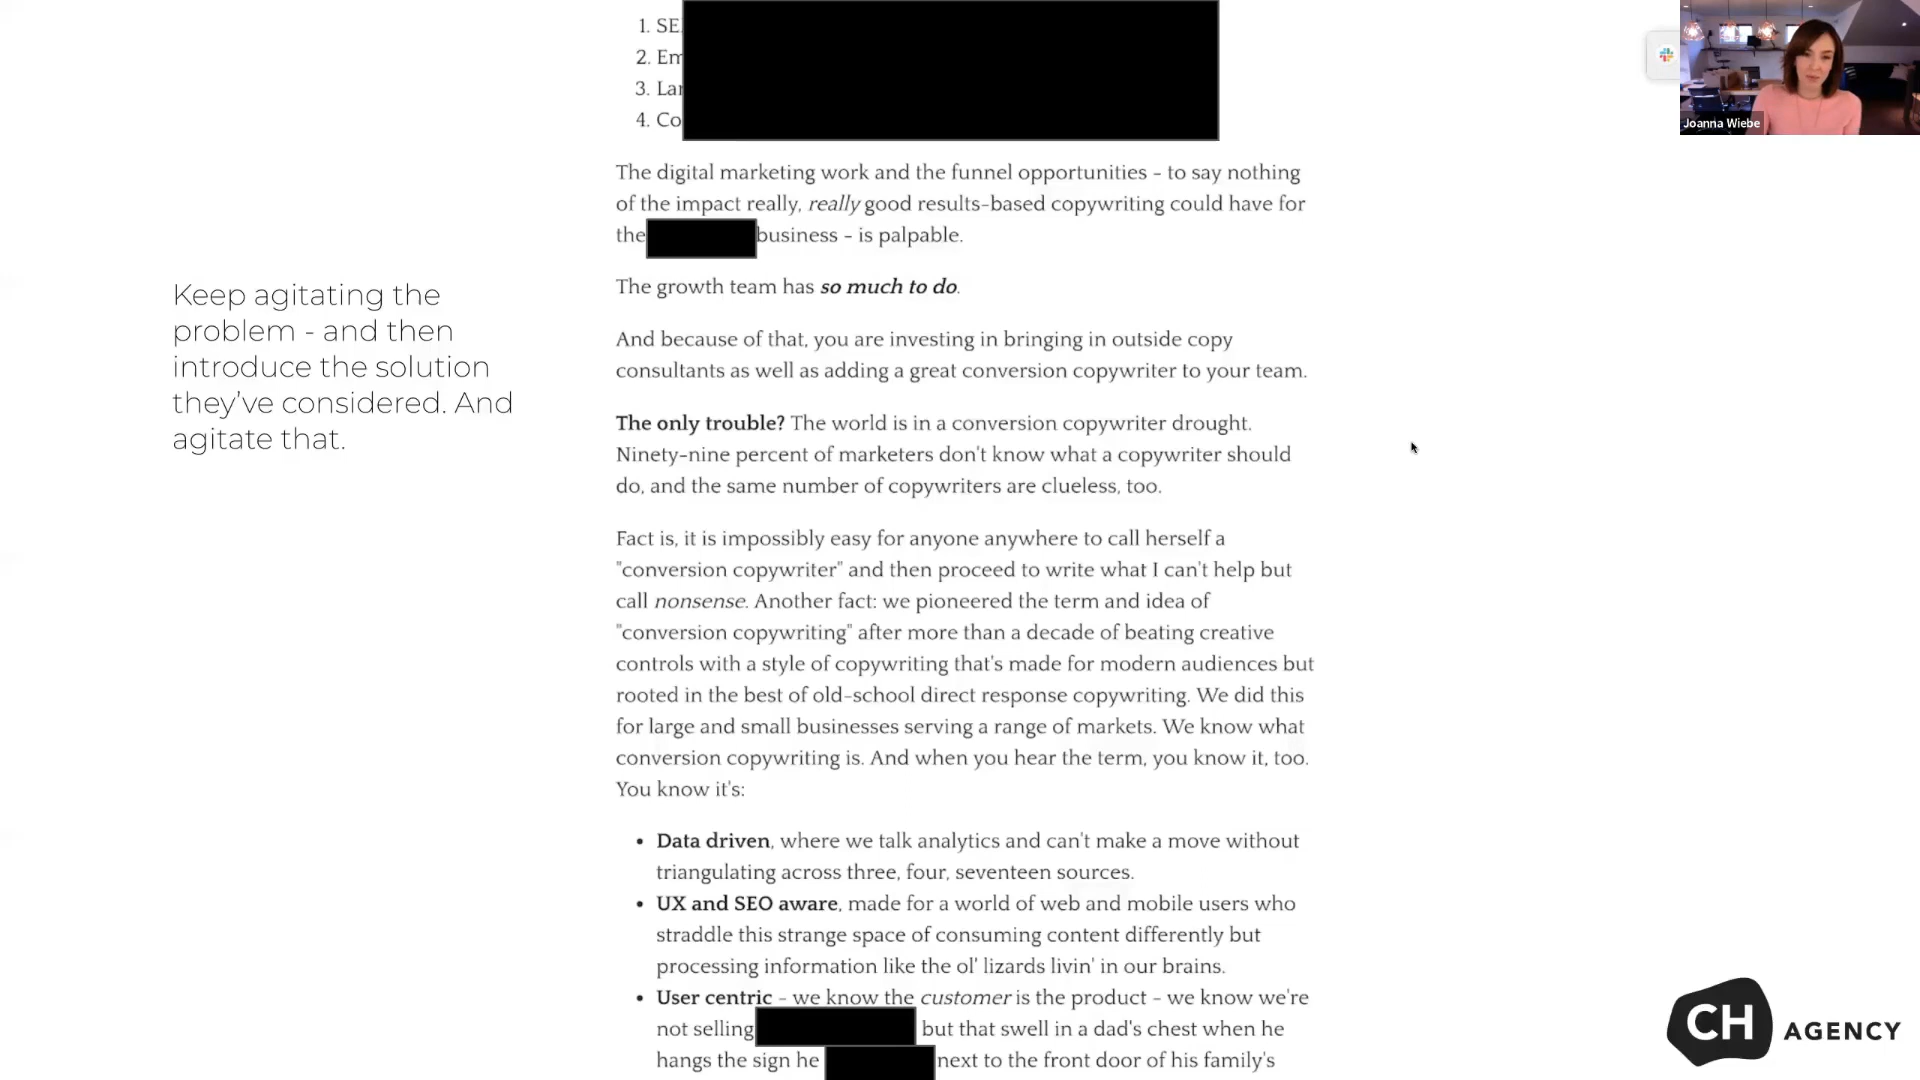 1. SE
2. Em
3. Lar
4. Co
Joanna Wiebe
The digital marketing work and the funnel opportunities - to say nothing
of the impact really, really good results-based copywriting could have for
the business - is palpable.
The growth team has so much to do.
Keep agitating the
problem - and then
introduce the solution
they've considered. And
agitate that.
And because of that, you are investing in bringing in outside copy
consultants as well as adding a great conversion copywriter to your team.
The only trouble? The world is in a conversion copywriter drought.
Ninety-nine percent of marketers don't know what a copywriter should
do, and the same number of copywriters are clueless, too.
Fact is, it is impossibly easy for anyone anywhere to call herself a
"conversion copywriter" and then proceed to write what I can't help but
call nonsense. Another fact: we pioneered the term and idea of
"conversion copywriting" after more than a decade of beating creative
controls with a style of copywriting that's made for modern audiences but
rooted in the best of old-school direct response copywriting. We did this
for large and small businesses serving a range of markets. We know what
conversion copywriting is. And when you hear the term, you know it, too.
You know it's:
• Data driven, where we talk analytics and can't make a move without
triangulating across three, four, seventeen sources.
• UX and SEO aware, made for a world of web and mobile users who
straddle this strange space of consuming content differently but
processing information like the ol' lizards livin' in our brains.
• User centric - we know the customer is the product - we know we're
not selling but that swell in a dad's chest when he
hangs the sign he next to the front door of his family's
CH AGENCY